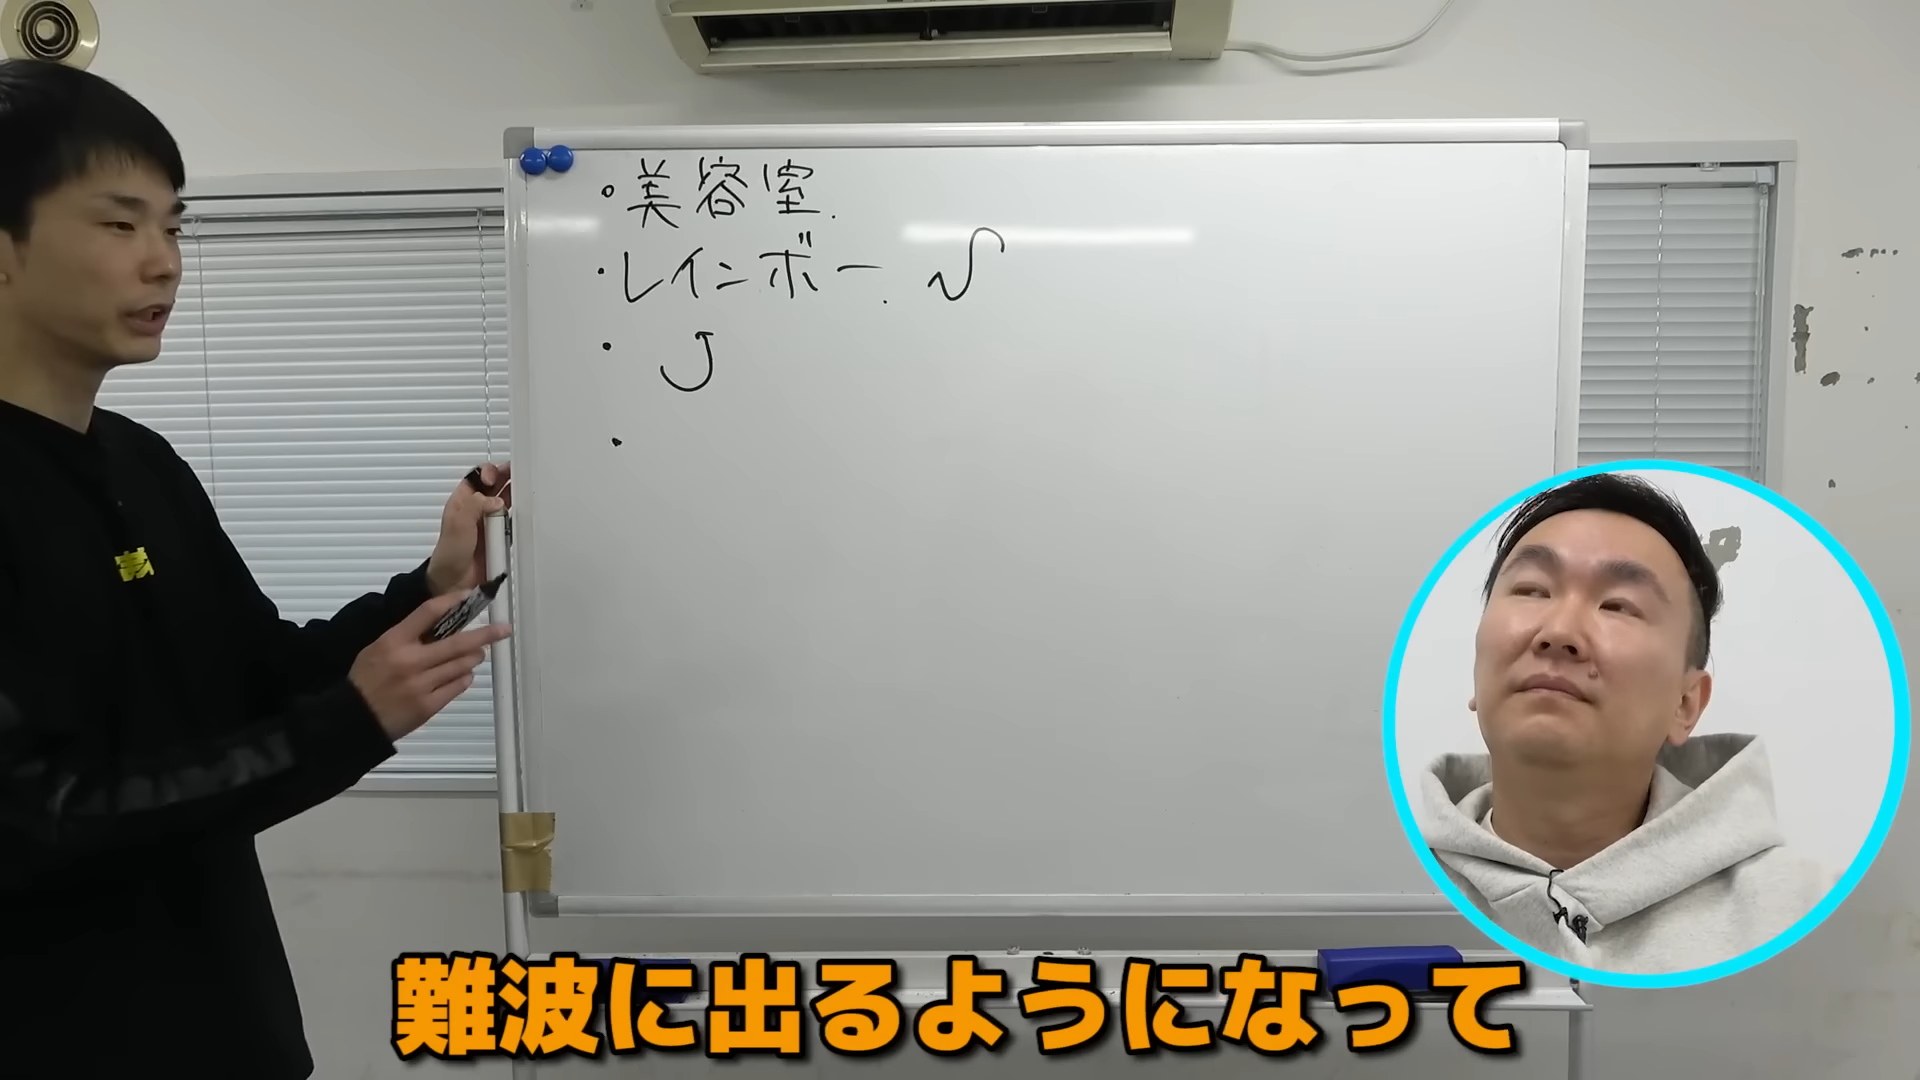 ・美容室.
・レインボー.
・J
・
難波に出るようになって